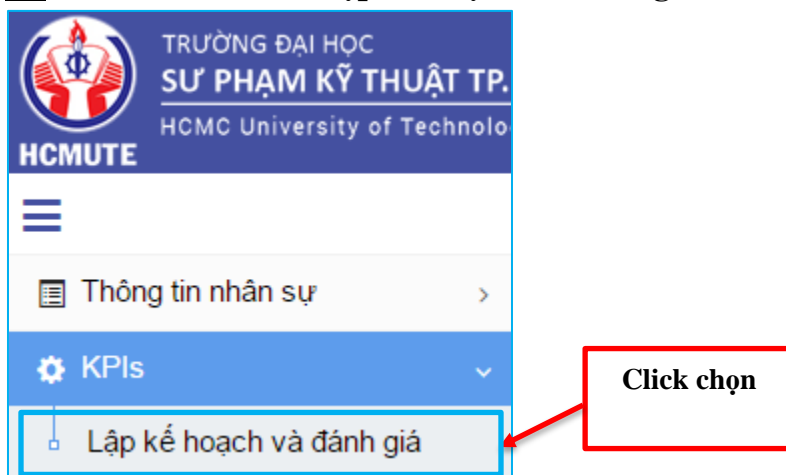 TRƯỜNG ĐẠI HỌC
SƯ PHẠM KỸ THUẬT TP.
HCMC University of Technolo
HCMUTE
Thông tin nhân sự
KPIs
Click chọn
Lập kế hoạch và đánh giá